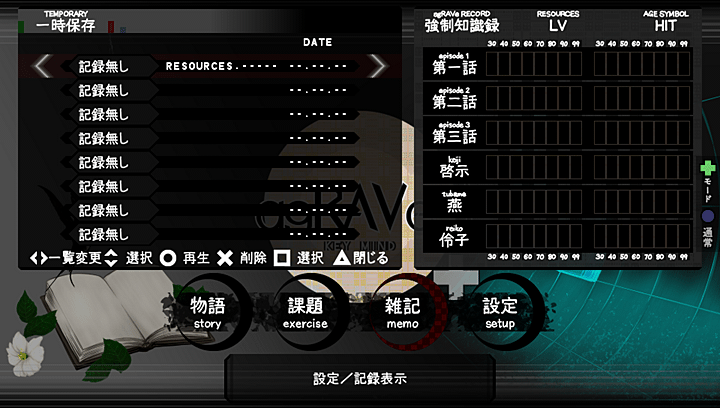 TEMPORARY
一時保存
DATE
記録無し RESOURCES.----- --.--.--
記録無し --.--.--
記録無し --.--.--
記録無し --.--.--
記録無し --.--.--
記録無し --.--.--
記録無し --.--.--
記録無し --.--.--
一覧変更 選択 再生 削除 選択 閉じる
agRAVe RECORD RESOURCES AGE SYMBOL
強制知識録 LV HIT
30 40 50 60 70 80 90 99 30 40 50 60 70 80 90 99
episode 1
第一話
episode 2
第二話
episode 3
第三話
koji
啓示
tubame
燕
reiko
伶子
30 40 50 60 70 80 90 99 30 40 50 60 70 80 90 99
モード
通常
agRAVe
KEY MIND
物語 課題 雑記 設定
story exercise memo setup
設定／記録表示